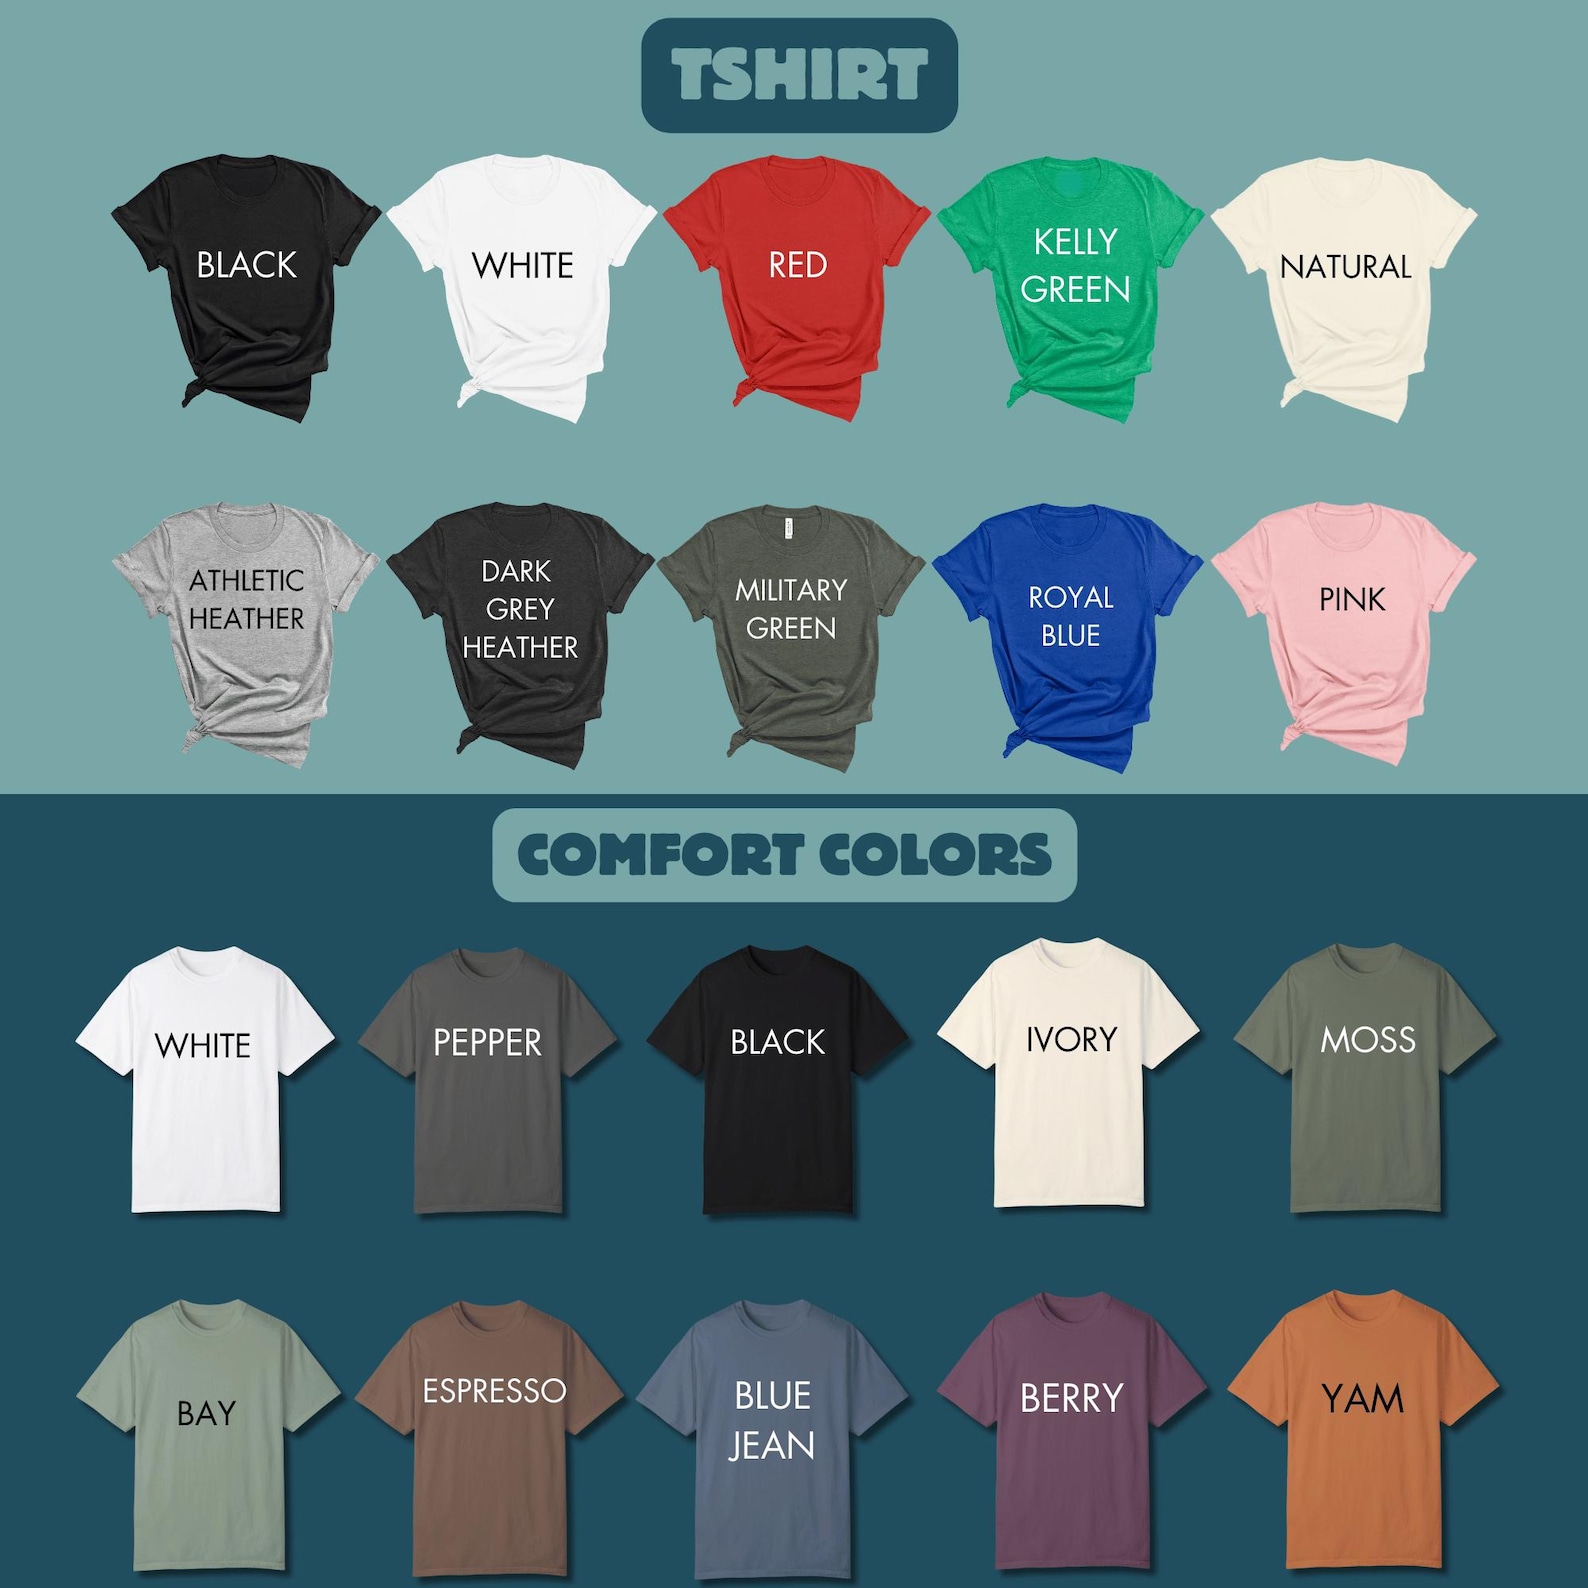 TSHIRT
BLACK
WHITE
RED
KELLY
GREEN
NATURAL
ATHLETIC
HEATHER
DARK
GREY
HEATHER
MILITARY
GREEN
ROYAL
BLUE
PINK
COMFORT COLORS
WHITE
PEPPER
BLACK
IVORY
MOSS
BAY
ESPRESSO
BLUE
JEAN
BERRY
YAM